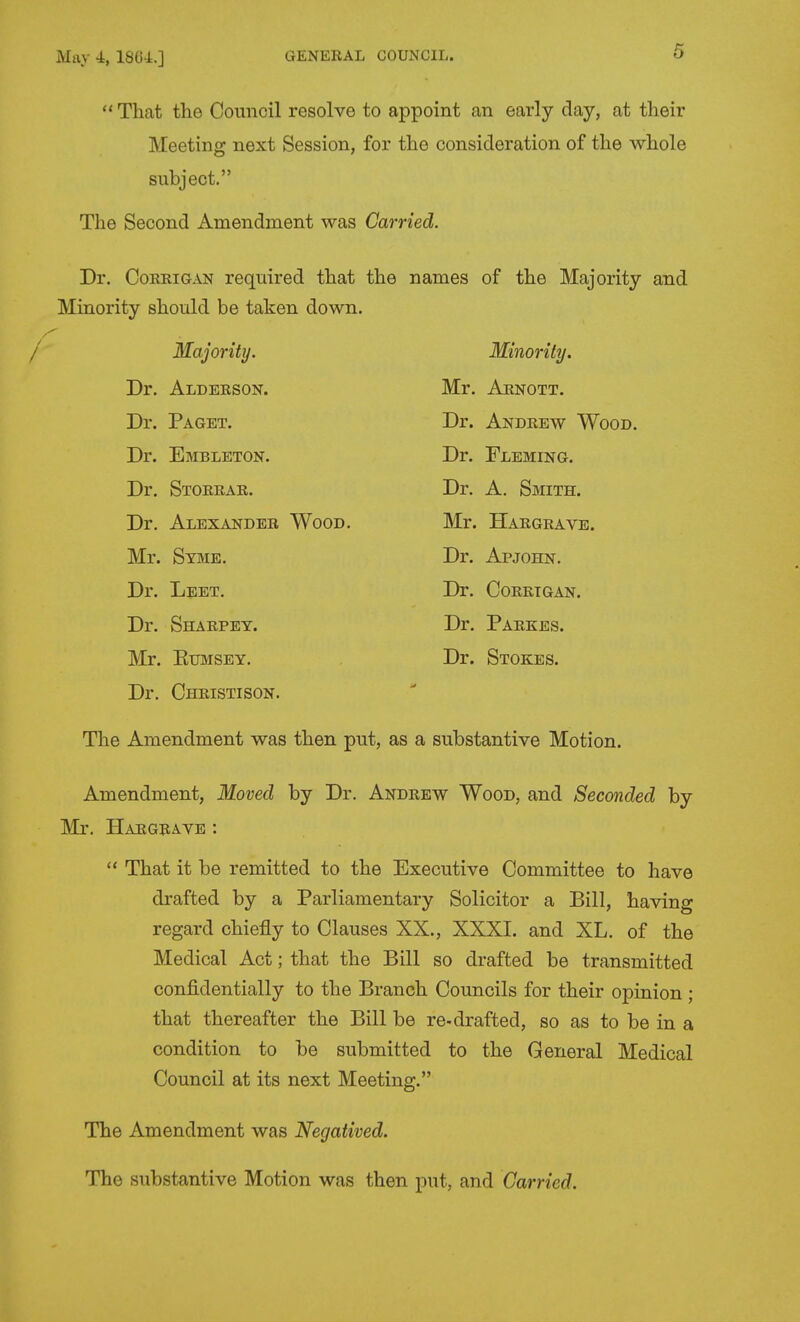 May 4, 1864.] GENERAL COUNCIL. 5
“That the Council resolve to appoint an early day, at their
Meeting next Session, for the consideration of the whole
subject.”
The Second Amendment was Carried.
Dr. CORRIGAN required that the names of the Majority and
Minority should be taken down.
Majority. Minority.
Dr. ALDERSON. Mr. ARNOTT.
Dr. PAGET. Dr. ANDREW WOOD.
Dr. EMBLETON. Dr. FLEMING.
Dr. STORRAR. Dr. A. SMITH.
Dr. ALEXANDER WOOD. Mr. HARGRAVE.
Mr. SYME. Dr. APJOHN.
Dr. LEET. Dr. CORRIGAN.
Dr. SHARPEY. Dr. PARKES.
Mr. RUMSEY. Dr. STOKES.
Dr. CHRISTISON.
The Amendment was then put, as a substantive Motion.
Amendment, Moved by Dr. ANDREW WOOD, and Seconded by
Mr. HARGRAVE :
“ That it be remitted to the Executive Committee to have
drafted by a Parliamentary Solicitor a Bill, having
regard chiefly to Clauses XX., XXXI. and XL. of the
Medical Act; that the Bill so drafted be transmitted
confidentially to the Branch Councils for their opinion ;
that thereafter the Bill be re-drafted, so as to be in a
condition to be submitted to the General Medical
Council at its next Meeting.”
The Amendment was Negatived.
The substantive Motion was then put, and Carried.